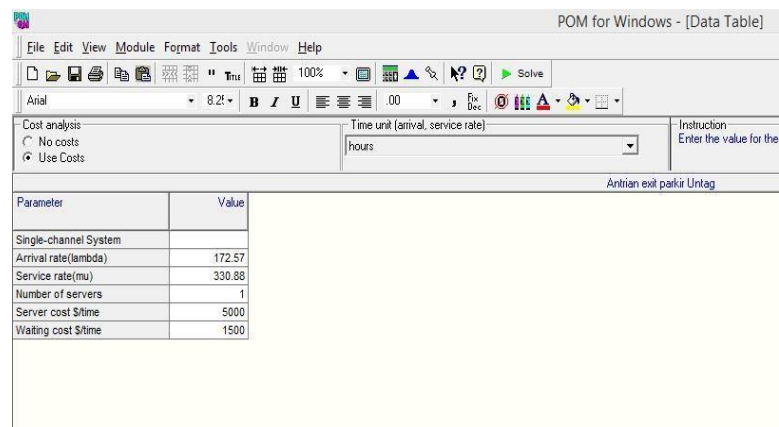 POM for Windows - [Data Table]
File Edit View Module Format Tools Window Help
100% Solve
Arial 8.2! B I U .00 , Fix Dec A
Cost analysis
No costs
Use Costs
Time unit (arrival, service rate)
hours
Instruction
Enter the value for the
Antrian exit parkir Untag
Parameter Value
Single-channel System
Arrival rate(lambda) 172.57
Service rate(mu) 330.88
Number of servers 1
Server cost $/time 5000
Waiting cost $/time 1500